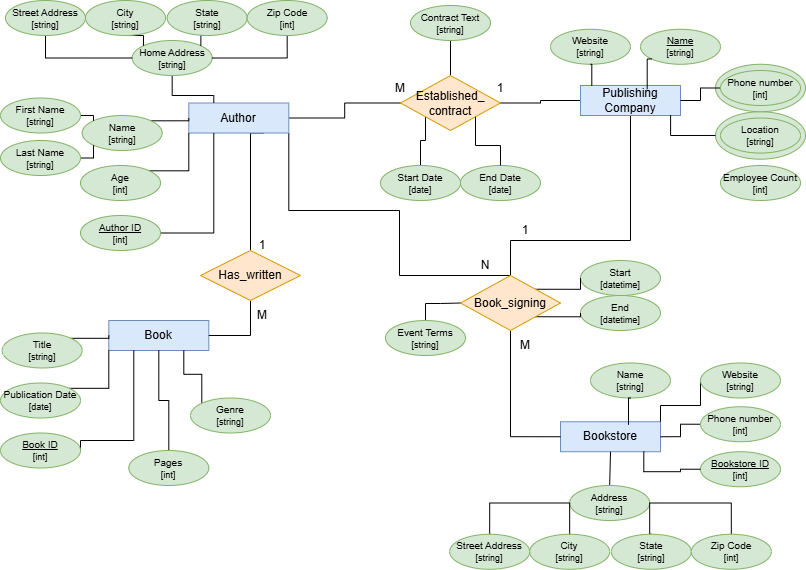 Street Address
[string]
City
[string]
State
[string]
Zip Code
[int]
Home Address
[string]
First Name
[string]
Last Name
[string]
Name
[string]
Age
[int]
Author ID
[int]
Author
Contract Text
[string]
M
Established_
contract
1
Start Date
[date]
End Date
[date]
Website
[string]
Name
[string]
Publishing
Company
Phone number
[int]
Location
[string]
Employee Count
[int]
1
Has_written
M
1
N
Book_signing
M
Start
[datetime]
End
[datetime]
Event Terms
[string]
Book
Title
[string]
Publication Date
[date]
Book ID
[int]
Pages
[int]
Genre
[string]
Bookstore
Name
[string]
Website
[string]
Phone number
[int]
Bookstore ID
[int]
Address
[string]
Street Address
[string]
City
[string]
State
[string]
Zip Code
[int]